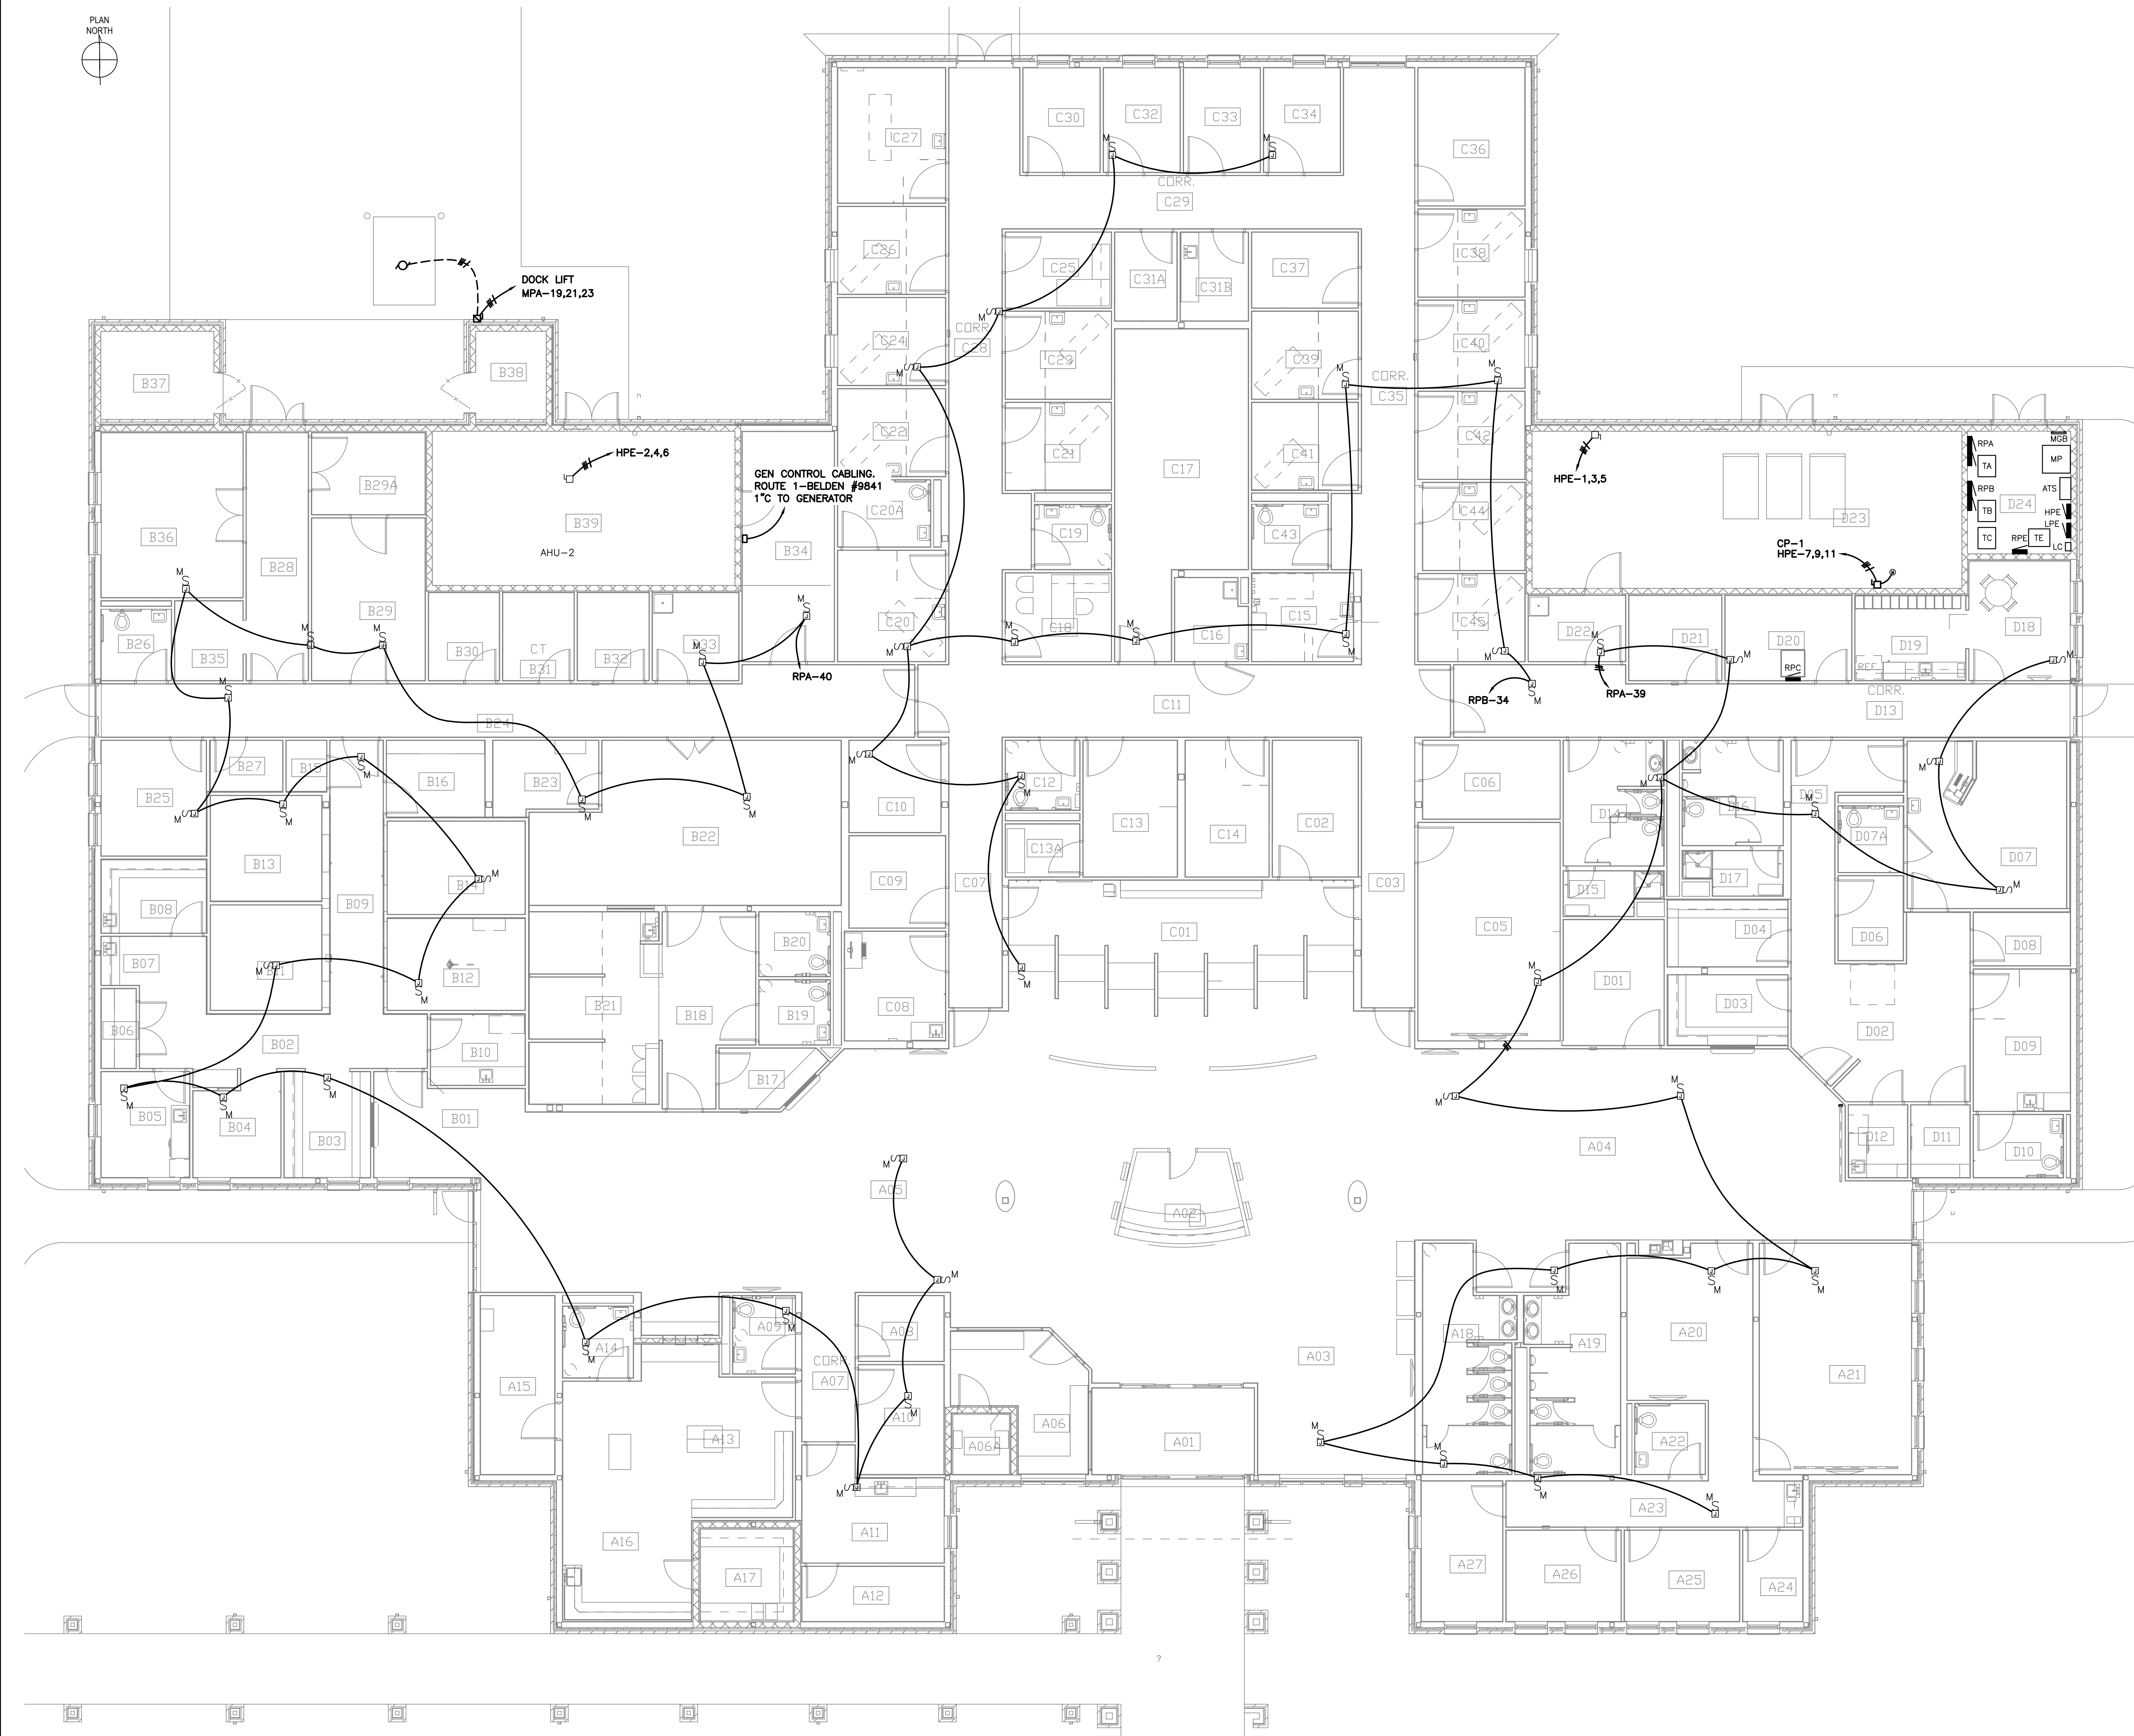 PLAN
NORTH
C27
C30
C32
C33
C34
C36
M
S
J
M
S
J
CORR.
C29
C26
C25
C31A
C31B
C37
C38
DOCK LIFT
MPA-19,21,23
M
S
J
CORR.
C28
C24
C23
C39
C40
M
S
J
M
S
J
CORR.
C35
M
S
J
B37
B38
C22
C21
C17
C41
C42
HPE-2,4,6
GEN CONTROL CABLING.
ROUTE 1-BELDEN #9841
1"C TO GENERATOR
HPE-1,3,5
RPA
TA
MGB
MP
RPB
TB
ATS
D24
HPE
LPE
TC
RPE
TE
LC
B29A
B36
B39
AHU-2
B34
C20A
C19
C43
C44
D23
CP-1
HPE-7,9,11
B28
B29
M
S
J
M
S
J
M
S
J
M
S
J
B26
B35
B30
CT
B31
B32
B33
M
S
J
RPA-40
C20
M
S
J
C18
M
S
J
M
S
J
C16
C15
S
M
C45
M
S
J
D22
M
S
J
D21
S
M
D20
RPC
D19
REF
D18
S
M
M
S
J
RPB-34
S
M
RPA-39
B24
C11
CORR.
D13
B25
B27
B15
S
M
B16
B23
M
S
J
C10
C12
S
M
C13
C14
C02
C06
D14
D16
D05
M
S
J
M
S
J
D07A
D07
M
S
J
S
M
S
M
S
M
B13
B14
S
M
B22
C13A
C09
C07
C03
D15
D17
S
M
B08
B09
B07
B11
M
S
J
B12
S
M
B20
C01
S
M
C05
M
S
J
D01
D04
D06
D08
B06
B02
B10
B21
B18
B19
C08
D03
D02
D09
B17
B05
S
M
B04
S
M
B03
S
M
B01
M
S
J
M
S
J
A04
D12
D11
D10
M
S
J
A05
A02
S
M
A14
S
M
A09
S
M
A08
CORR.
A07
A03
A18
S
M
A19
S
M
A20
S
M
A21
A15
A13
A10
S
M
A06
A06A
A01
M
S
J
M
S
J
A22
A16
M
S
J
A11
S
M
A23
M
S
J
A17
A12
A27
A26
A25
A24
?